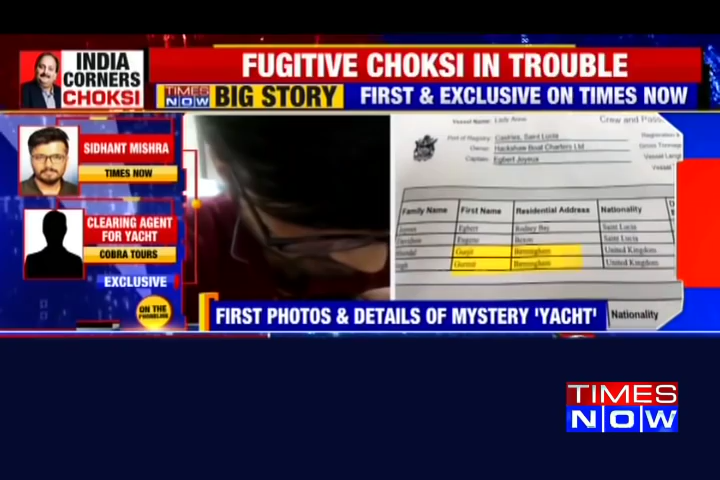 INDIA
CORNERS
CHOKSI
FUGITIVE CHOKSI IN TROUBLE
TIMES
NOW
BIG STORY
FIRST & EXCLUSIVE ON TIMES NOW
SIDHANT MISHRA
TIMES NOW
CLEARING AGENT
FOR YACHT
COBRA TOURS
EXCLUSIVE
ON THE
Vessel Name: Lady Anne
Crew and
Port of Registry: Castries, Saint Lucia
Owner: Hackshaw Boat Charters Ltd
Captain: Egbert Joyeux
Family Name First Name Residential Address Nationality
Egbert Rodney Bay Saint Lucia
Eugene Saint Lucia
Gurjit Birmingham United Kingdom
Gurmit Birmingham United Kingdom
Nationality
FIRST PHOTOS & DETAILS OF MYSTERY 'YACHT'
TIMES
NOW